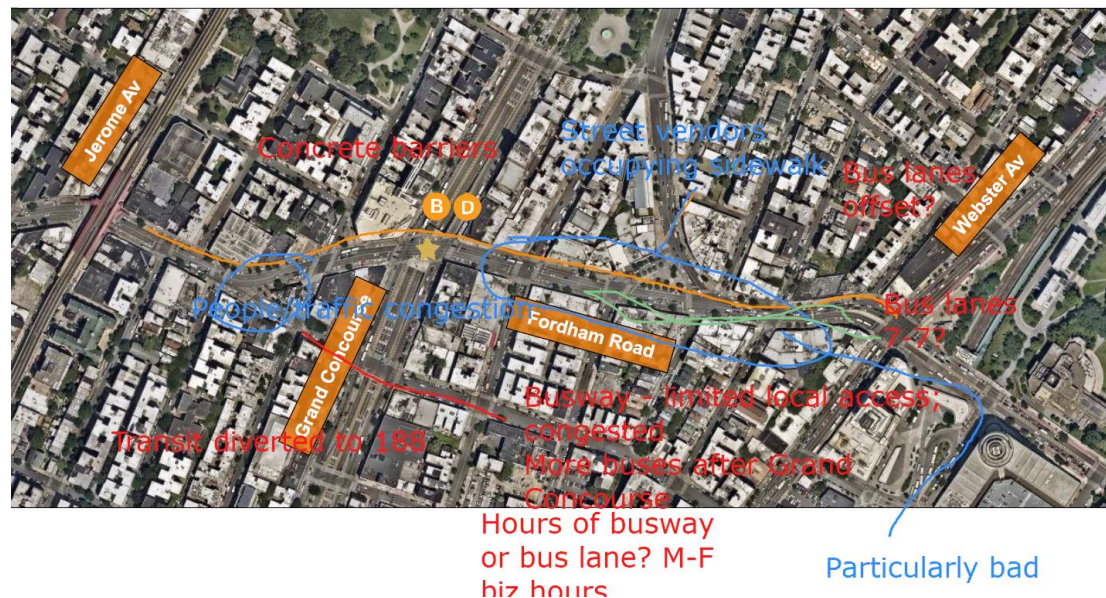 Jerome Av
Concrete barriers
B D
Street vendors
occupying sidewalk
Bus lanes
offset?
Webster Av
People/traffic congestion
Grand Concourse
Fordham Road
Bus lanes
7-7?
Transit diverted to 188
Busway - limited local access;
congested
More buses after Grand
Concourse
Hours of busway
or bus lane? M-F
biz hours
Particularly bad